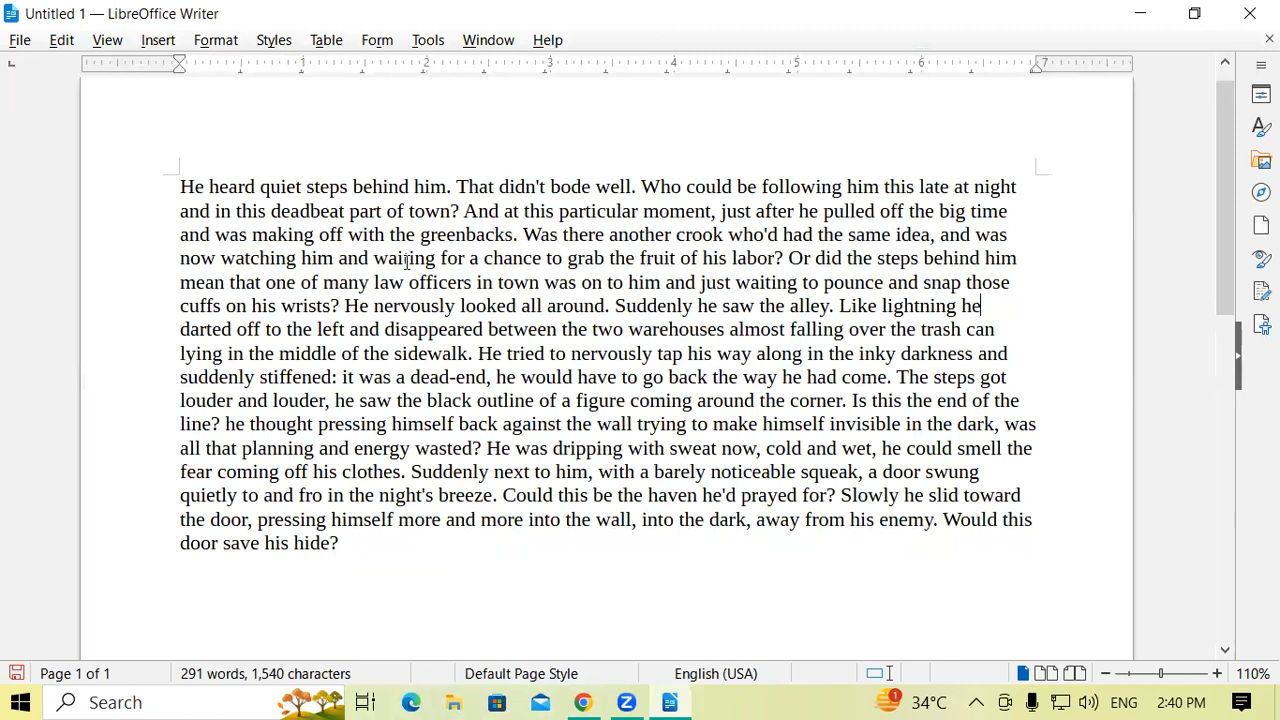 Untitled 1 — LibreOffice Writer
File Edit View Insert Format Styles Table Form Tools Window Help
1 2 3 4 5 6 7
He heard quiet steps behind him. That didn't bode well. Who could be following him this late at night
and in this deadbeat part of town? And at this particular moment, just after he pulled off the big time
and was making off with the greenbacks. Was there another crook who'd had the same idea, and was
now watching him and waiting for a chance to grab the fruit of his labor? Or did the steps behind him
mean that one of many law officers in town was on to him and just waiting to pounce and snap those
cuffs on his wrists? He nervously looked all around. Suddenly he saw the alley. Like lightning he
darted off to the left and disappeared between the two warehouses almost falling over the trash can
lying in the middle of the sidewalk. He tried to nervously tap his way along in the inky darkness and
suddenly stiffened: it was a dead-end, he would have to go back the way he had come. The steps got
louder and louder, he saw the black outline of a figure coming around the corner. Is this the end of the
line? he thought pressing himself back against the wall trying to make himself invisible in the dark, was
all that planning and energy wasted? He was dripping with sweat now, cold and wet, he could smell the
fear coming off his clothes. Suddenly next to him, with a barely noticeable squeak, a door swung
quietly to and fro in the night's breeze. Could this be the haven he'd prayed for? Slowly he slid toward
the door, pressing himself more and more into the wall, into the dark, away from his enemy. Would this
door save his hide?
Page 1 of 1 291 words, 1,540 characters Default Page Style English (USA) 110%
Search 1 34°C ENG 2:40 PM